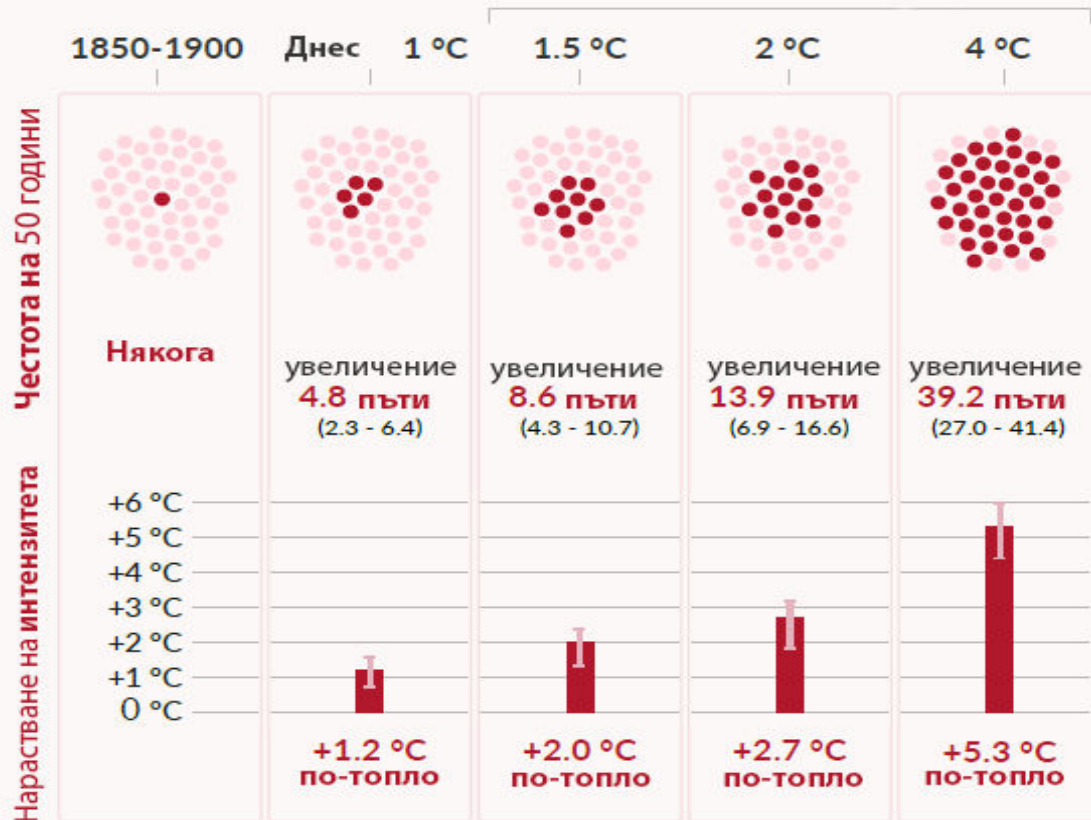 1850-1900
Днес 1 °C
1.5 °C
2 °C
4 °C
Честота на 50 години
Някога
увеличение
4.8 пъти
(2.3 - 6.4)
увеличение
8.6 пъти
(4.3 - 10.7)
увеличение
13.9 пъти
(6.9 - 16.6)
увеличение
39.2 пъти
(27.0 - 41.4)
Нарастване на интензитета
+6 °C
+5 °C
+4 °C
+3 °C
+2 °C
+1 °C
0 °C
+1.2 °C
по-топло
+2.0 °C
по-топло
+2.7 °C
по-топло
+5.3 °C
по-топло